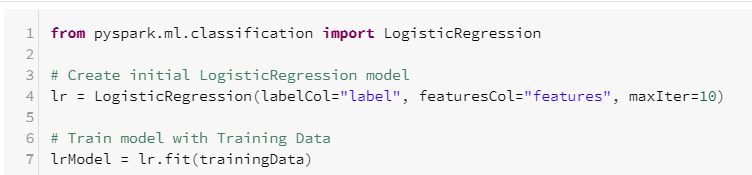 1 from pyspark.ml.classification import LogisticRegression
2
3 # Create initial LogisticRegression model
4 lr = LogisticRegression(labelCol="label", featuresCol="features", maxIter=10)
5
6 # Train model with Training Data
7 lrModel = lr.fit(trainingData)